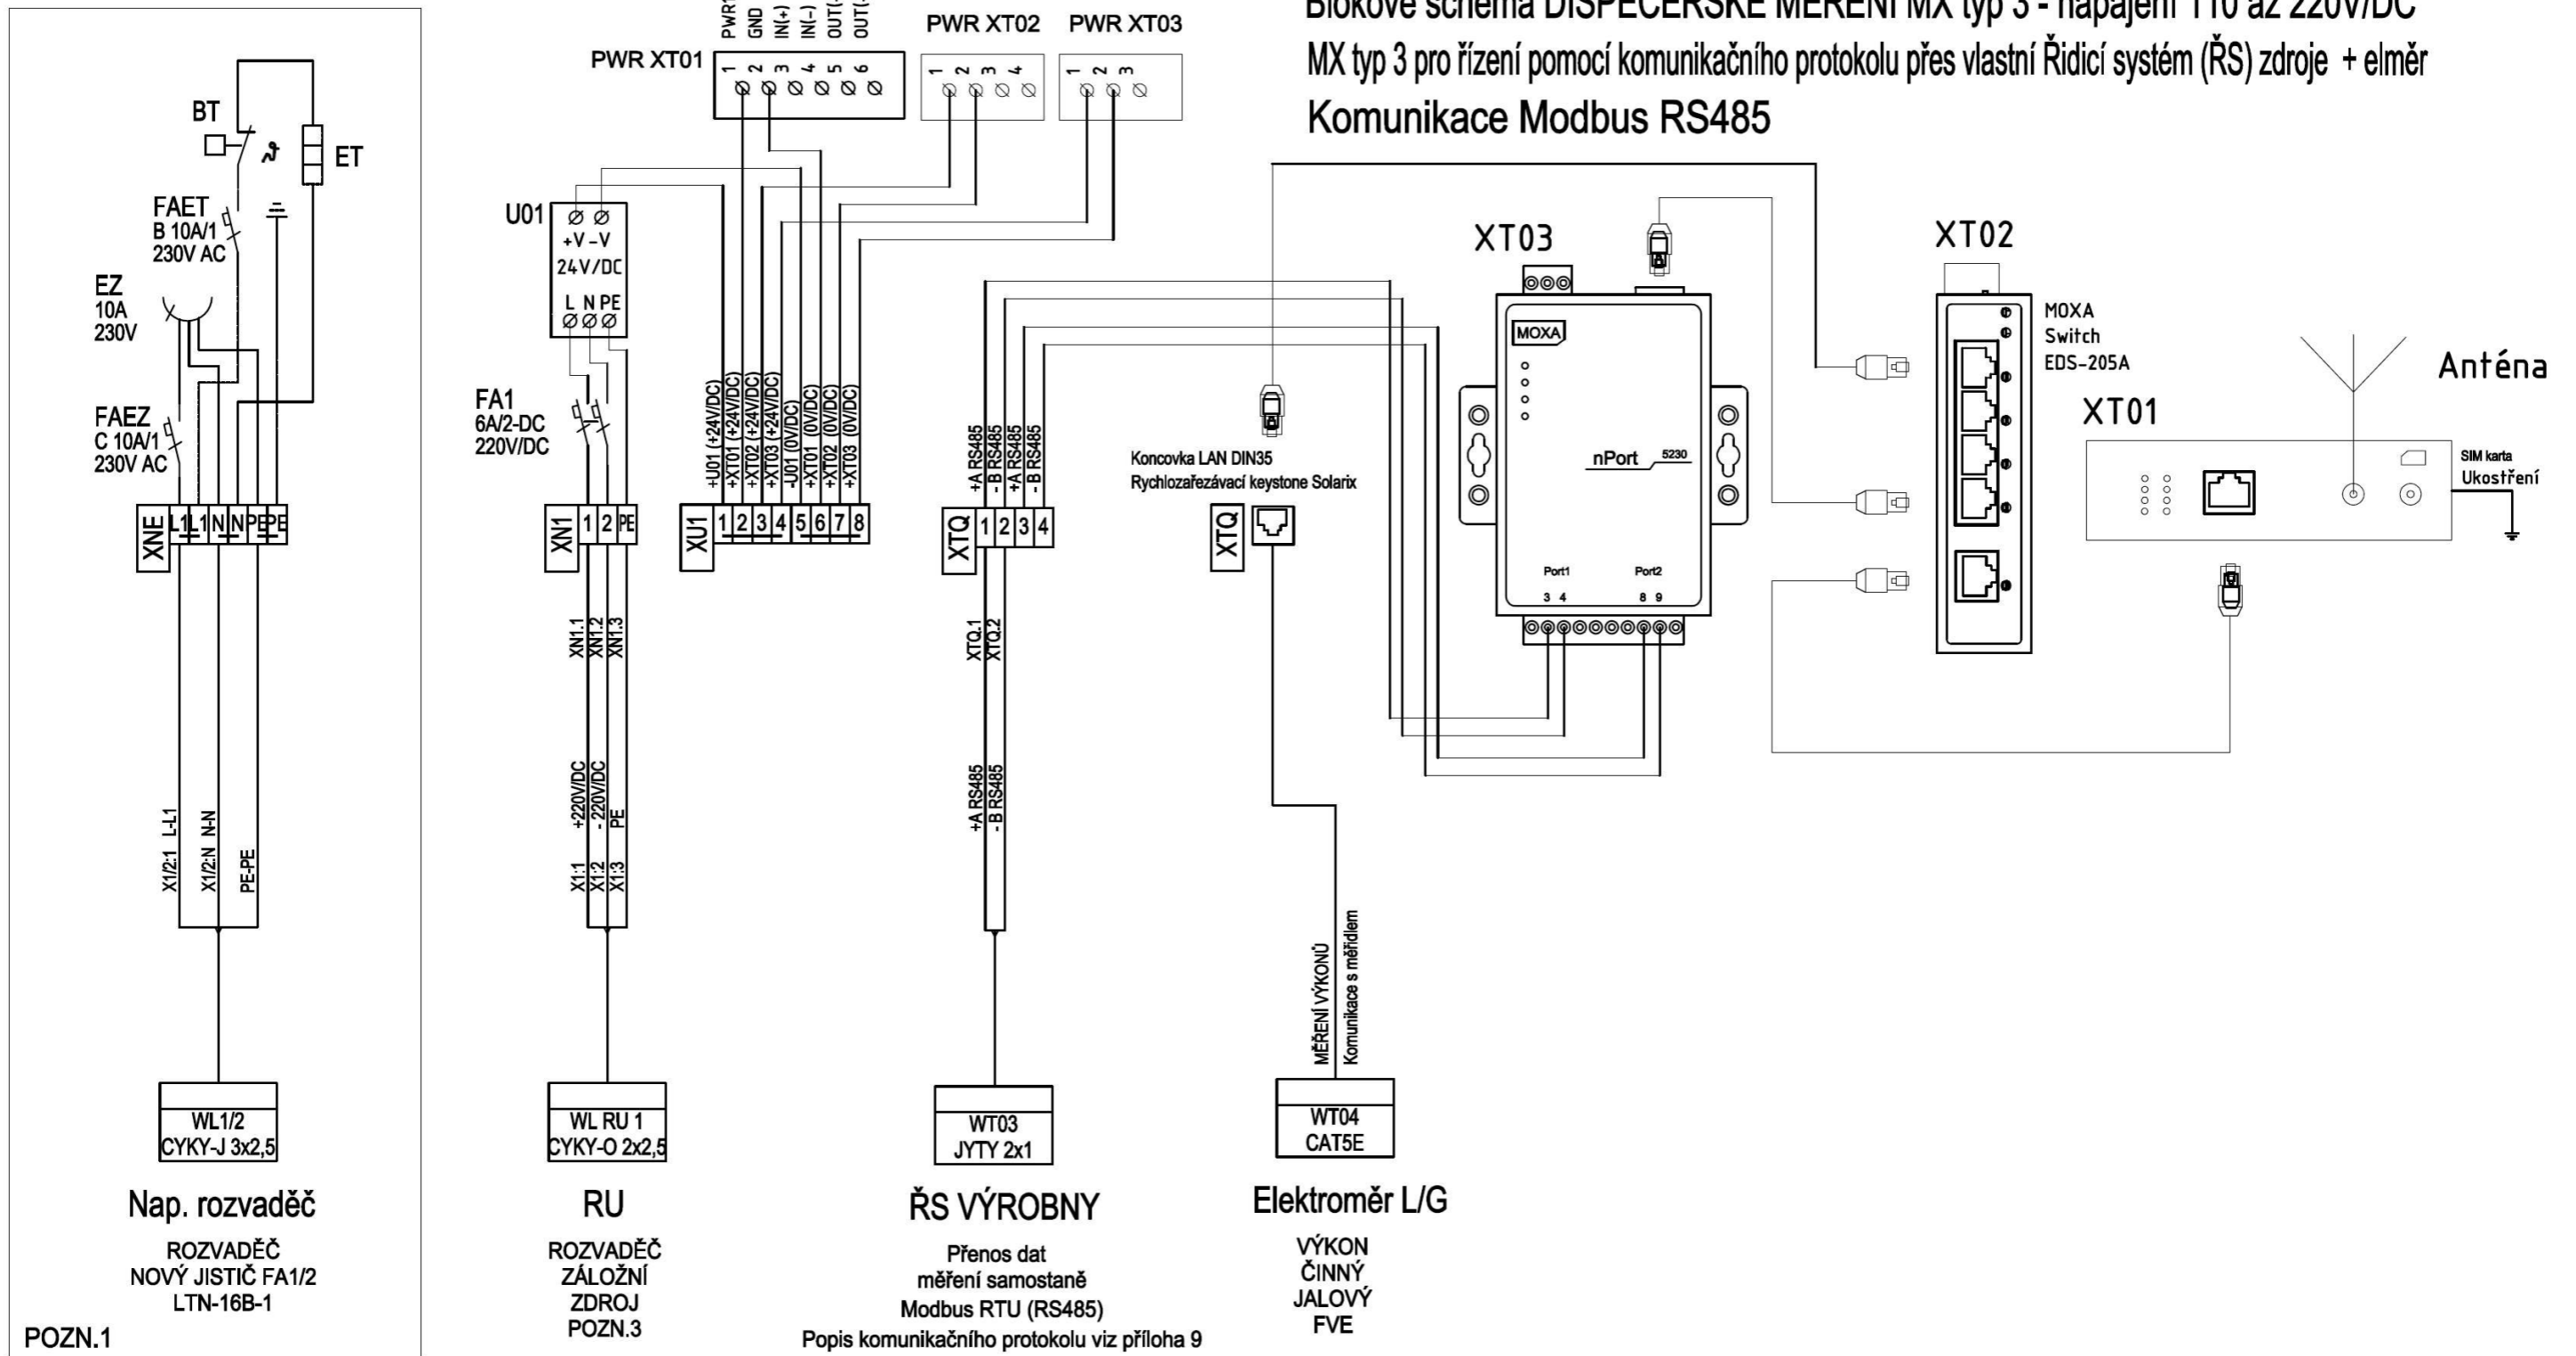 Blokové schéma DISPEČERSKÉ MĚŘENÍ MX typ 3 - napájení 110 až 220V/DC
MX typ 3 pro řízení pomocí komunikačního protokolu přes vlastní Řidicí systém (ŘS) zdroje + elměr
Komunikace Modbus RS485
BT
ET
FAET
B 10A/1
230V AC
EZ
10A
230V
FAEZ
C 10A/1
230V AC
XNE
L1 L1 N N PE PE
X1/2:1 L-L1
X1/2:N N-N
PE-PE
WL1/2
CYKY-J 3x2,5
Nap. rozvaděč
ROZVADĚČ
NOVÝ JISTIČ FA1/2
LTN-16B-1
POZN.1
PWR XT01
GND
IN(+)
IN(-)
1 2 3 4 5 6
PWR XT02
1 2 3 4
PWR XT03
1 2 3
U01
+V -V
24V/DC
L N PE
FA1
6A/2-DC
220V/DC
XN1
1 2 PE
XN1.1
XN1.2
XN1.3
+220V/DC
- 220V/DC
PE
X1:1
X1:2
X1:3
WL RU 1
CYKY-O 2x2,5
RU
ROZVADĚČ
ZÁLOŽNÍ
ZDROJ
POZN.3
+U01 (+24V/DC)
+XT01 (+24V/DC)
+XT02 (+24V/DC)
+XT03 (+24V/DC)
-U01 (0V/DC)
+XT01 (0V/DC)
+XT02 (0V/DC)
+XT03 (0V/DC)
XU1
1 2 3 4 5 6 7 8
+A RS485
- B RS485
+A RS485
- B RS485
XTQ
1 2 3 4
XTQ.1
XTQ.2
+A RS485
- B RS485
WT03
JYTY 2x1
ŘS VÝROBNY
Přenos dat
měření samostaně
Modbus RTU (RS485)
Popis komunikačního protokolu viz příloha 9
Koncovka LAN DIN35
Rychlozařezávací keystone Solarix
XTQ
MĚŘENÍ VÝKONŮ
Komunikace s měřidlem
WT04
CAT5E
Elektroměr L/G
VÝKON
ČINNÝ
JALOVÝ
FVE
XT03
MOXA
nPort 5230
Port1 Port2
3 4 8 9
XT02
MOXA
Switch
EDS-205A
XT01
Anténa
SIM karta
Ukostření